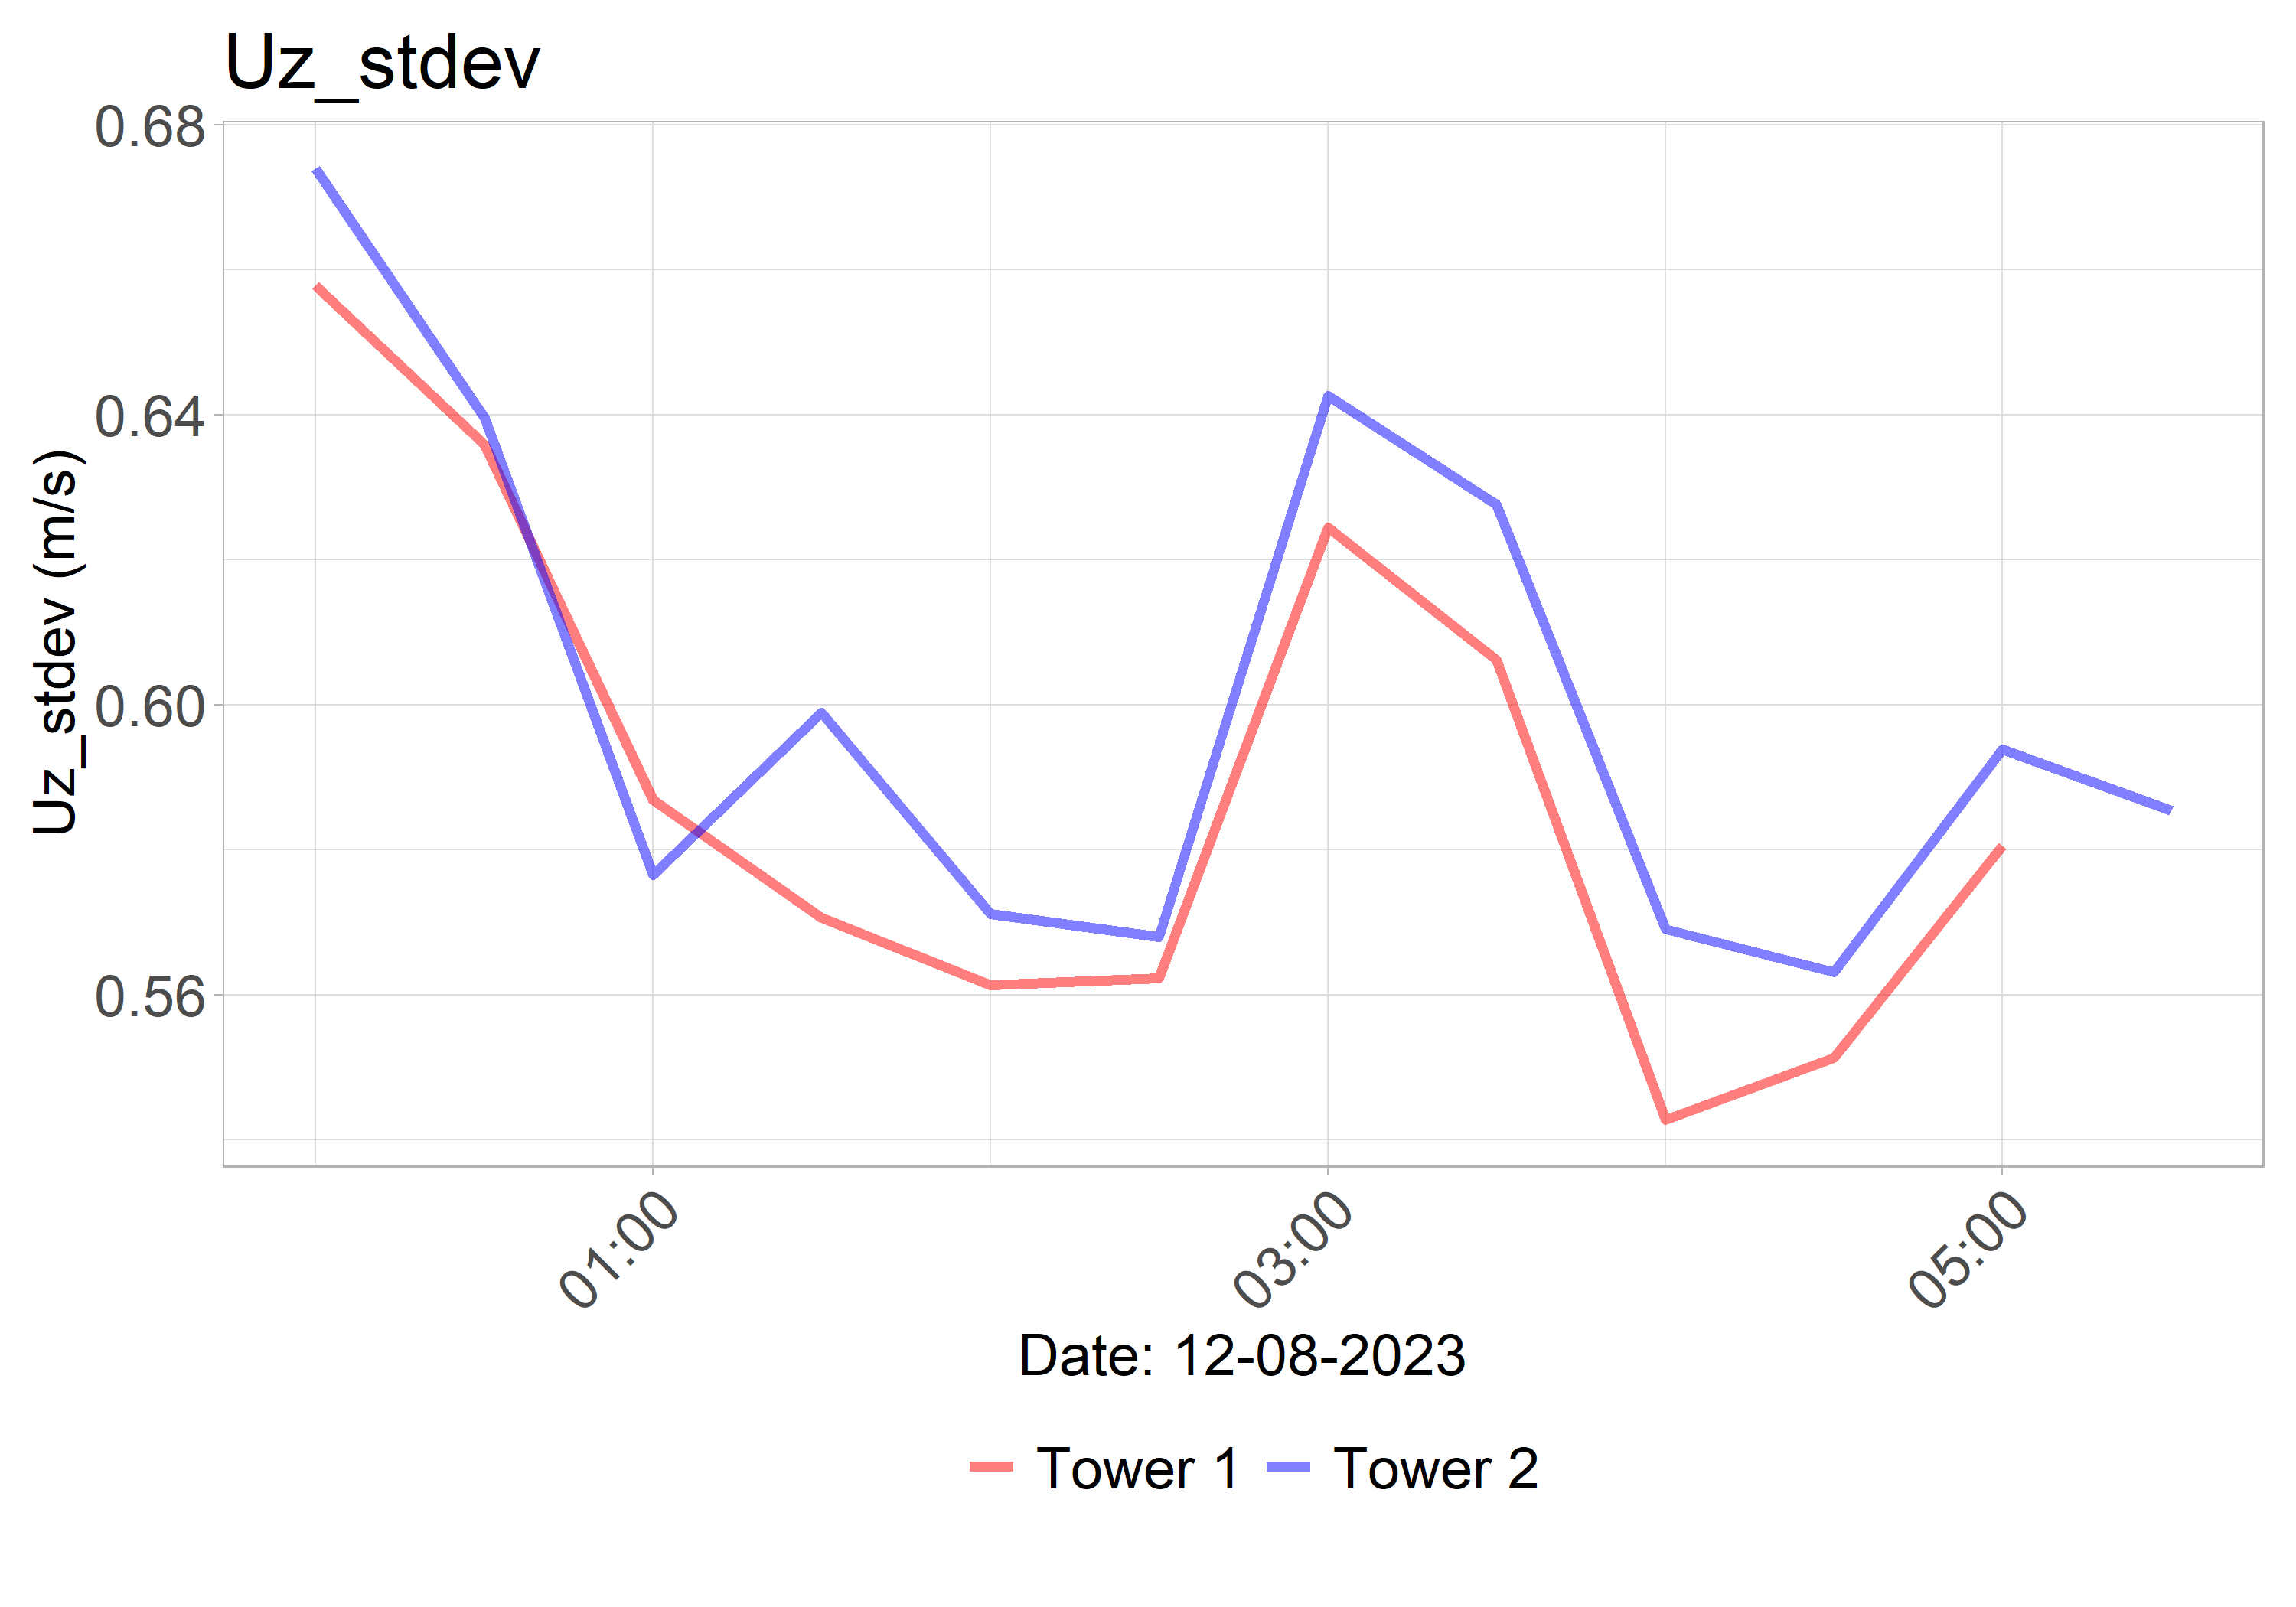 Uz_stdev
0.68
0.64
0.60
0.56
Uz_stdev (m/s)
01:00
03:00
05:00
Date: 12-08-2023
Tower 1
Tower 2